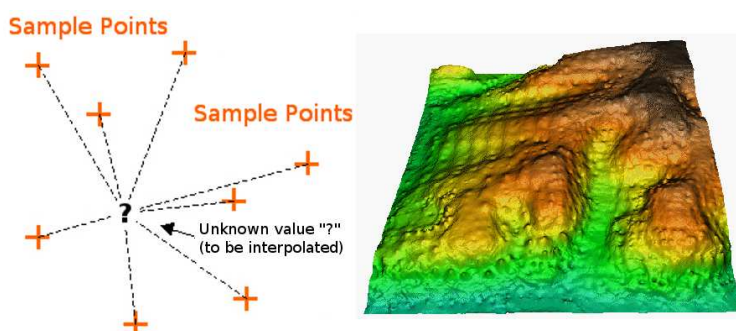 Sample Points
Sample Points
?
Unknown value "?"
(to be interpolated)